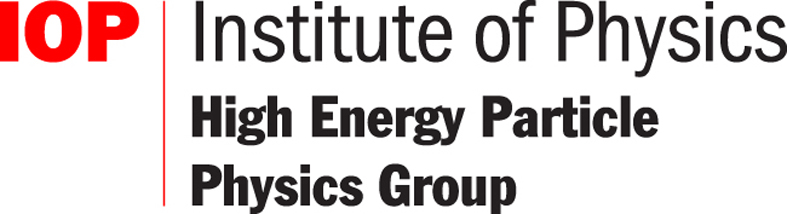 IOP Institute of Physics
High Energy Particle
Physics Group